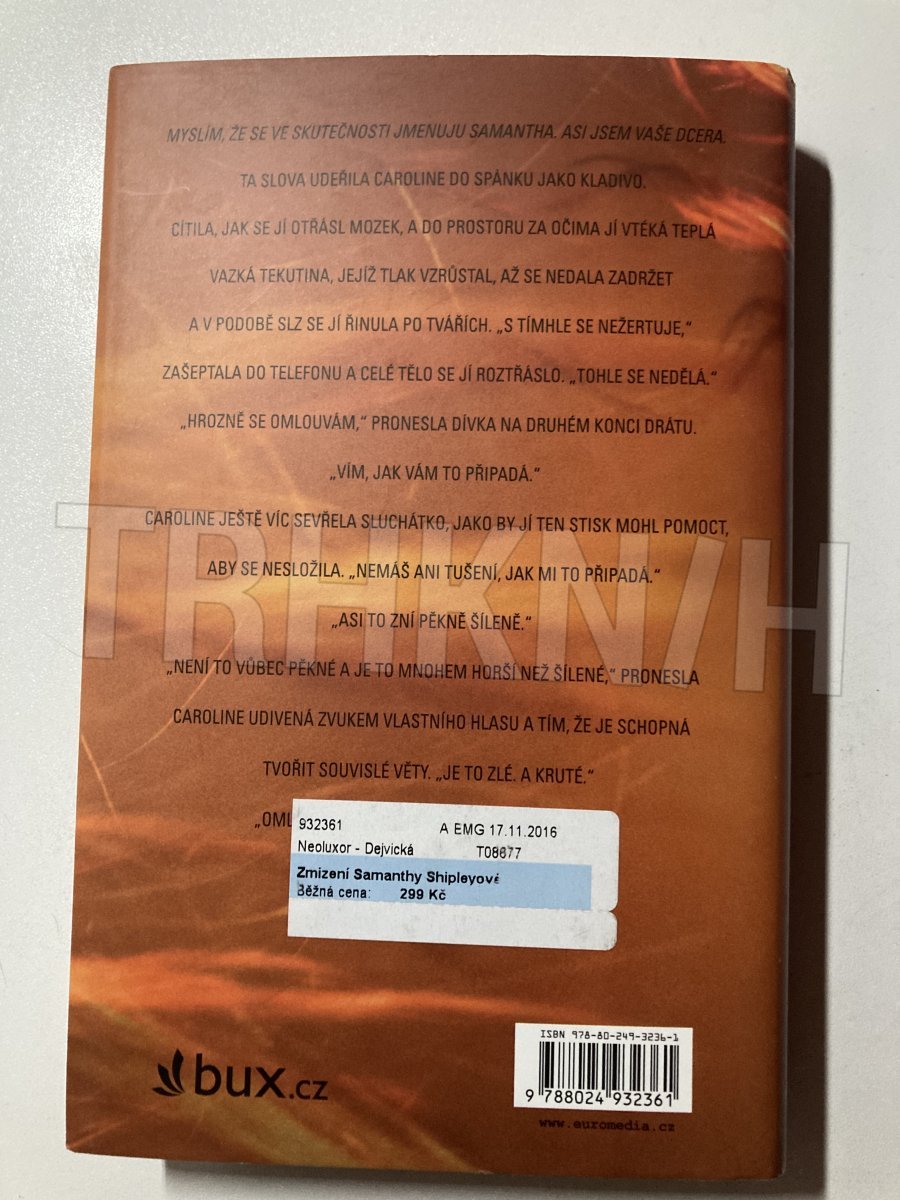 MYSLÍM, ŽE SE VE SKUTEČNOSTI JMENUJU SAMANTHA. ASI JSEM VAŠE DCERA.
TA SLOVA UDEŘILA CAROLINE DO SPÁNKU JAKO KLADIVO.
CÍTILA, JAK SE JÍ OTŘÁSL MOZEK, A DO PROSTORU ZA OČIMA JÍ VTÉKÁ TEPLÁ
VAZKÁ TEKUTINA, JEJÍŽ TLAK VZRŮSTAL, AŽ SE NEDALA ZADRŽET
A V PODOBĚ SLZ SE JÍ ŘINULA PO TVÁŘÍCH. „S TÍMHLE SE NEŽERTUJE,“
ZAŠEPTALA DO TELEFONU A CELÉ TĚLO SE JÍ ROZTŘÁSLO. „TOHLE SE NEDĚLÁ.“
„HROZNĚ SE OMLOUVÁM,“ PRONESLA DÍVKA NA DRUHÉM KONCI DRÁTU.
„VÍM, JAK VÁM TO PŘIPADÁ.“
CAROLINE JEŠTĚ VÍC SEVŘELA SLUCHÁTKO, JAKO BY JÍ TEN STISK MOHL POMOCT,
ABY SE NESLOŽILA. „NEMÁŠ ANI TUŠENÍ, JAK MI TO PŘIPADÁ.“
TRHKNIH
„ASI TO ZNÍ PĚKNĚ ŠÍLENĚ.“
„NENÍ TO VŮBEC PĚKNÉ A JE TO MNOHEM HORŠÍ NEŽ ŠÍLENÉ,“ PRONESLA
CAROLINE UDIVENÁ ZVUKEM VLASTNÍHO HLASU A TÍM, ŽE JE SCHOPNÁ
TVOŘIT SOUVISLÉ VĚTY. „JE TO ZLÉ. A KRUTÉ.“
„OML
932361 A EMG 17.11.2016
Neoluxor - Dejvická T08677
Zmizení Samanthy Shipleyové
Běžná cena: 299 Kč
ISBN 978-80-249-3236-1
9 788024 932361
www.euromedia.cz
bux.cz